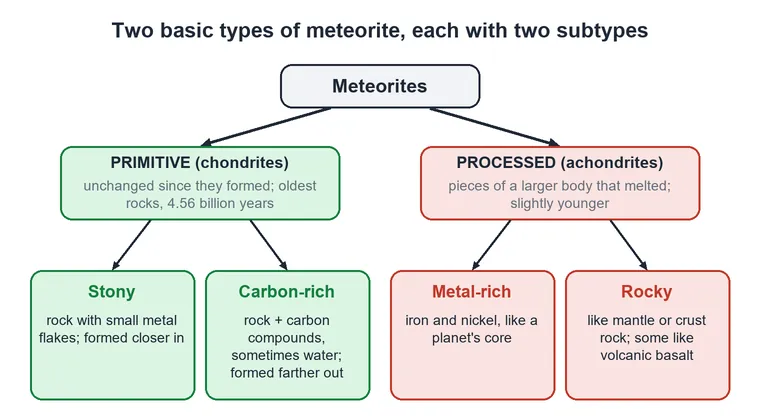 Two basic types of meteorite, each with two subtypes
Meteorites
PRIMITIVE (chondrites)
unchanged since they formed; oldest
rocks, 4.56 billion years
PROCESSED (achondrites)
pieces of a larger body that melted;
slightly younger
Stony
rock with small metal
flakes; formed closer in
Carbon-rich
rock + carbon
compounds,
sometimes water;
formed farther out
Metal-rich
iron and nickel, like a
planet's core
Rocky
like mantle or crust
rock; some like
volcanic basalt